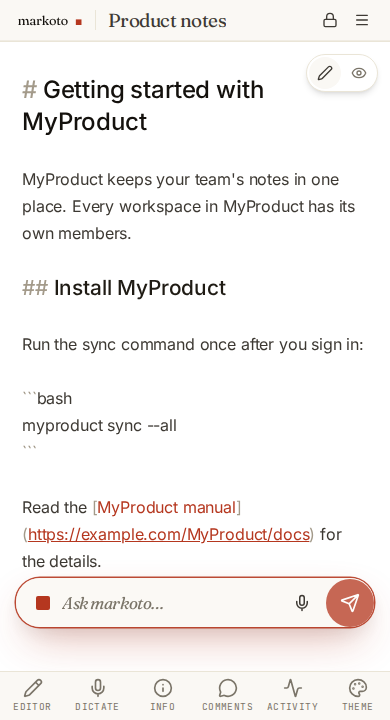 markoto
Product notes
# Getting started with
MyProduct
MyProduct keeps your team's notes in one
place. Every workspace in MyProduct has its
own members.
## Install MyProduct
Run the sync command once after you sign in:
```bash
myproduct sync --all
```
Read the [MyProduct manual]
(https://example.com/MyProduct/docs) for
the details.
Ask markoto...
EDITOR DICTATE INFO COMMENTS ACTIVITY THEME